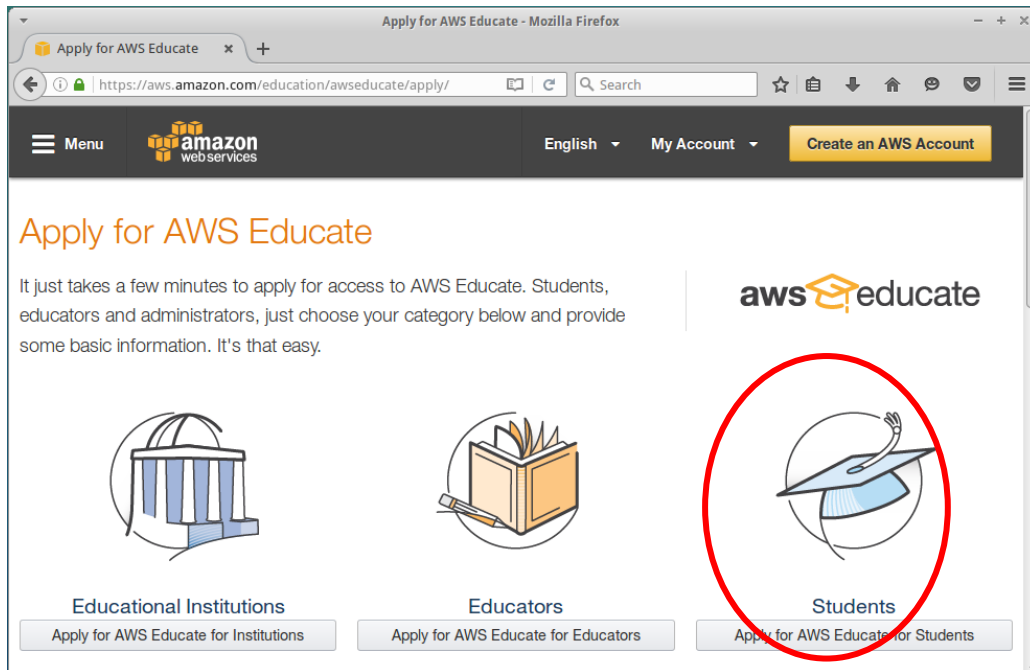 Apply for AWS Educate - Mozilla Firefox
Apply for AWS Educate
https://aws.amazon.com/education/awseducate/apply/
Search
Menu
amazon
webservices
English
My Account
Create an AWS Account
Apply for AWS Educate
It just takes a few minutes to apply for access to AWS Educate. Students,
educators and administrators, just choose your category below and provide
some basic information. It's that easy.
aws educate
Educational Institutions
Educators
Students
Apply for AWS Educate for Institutions
Apply for AWS Educate for Educators
Apply for AWS Educate for Students